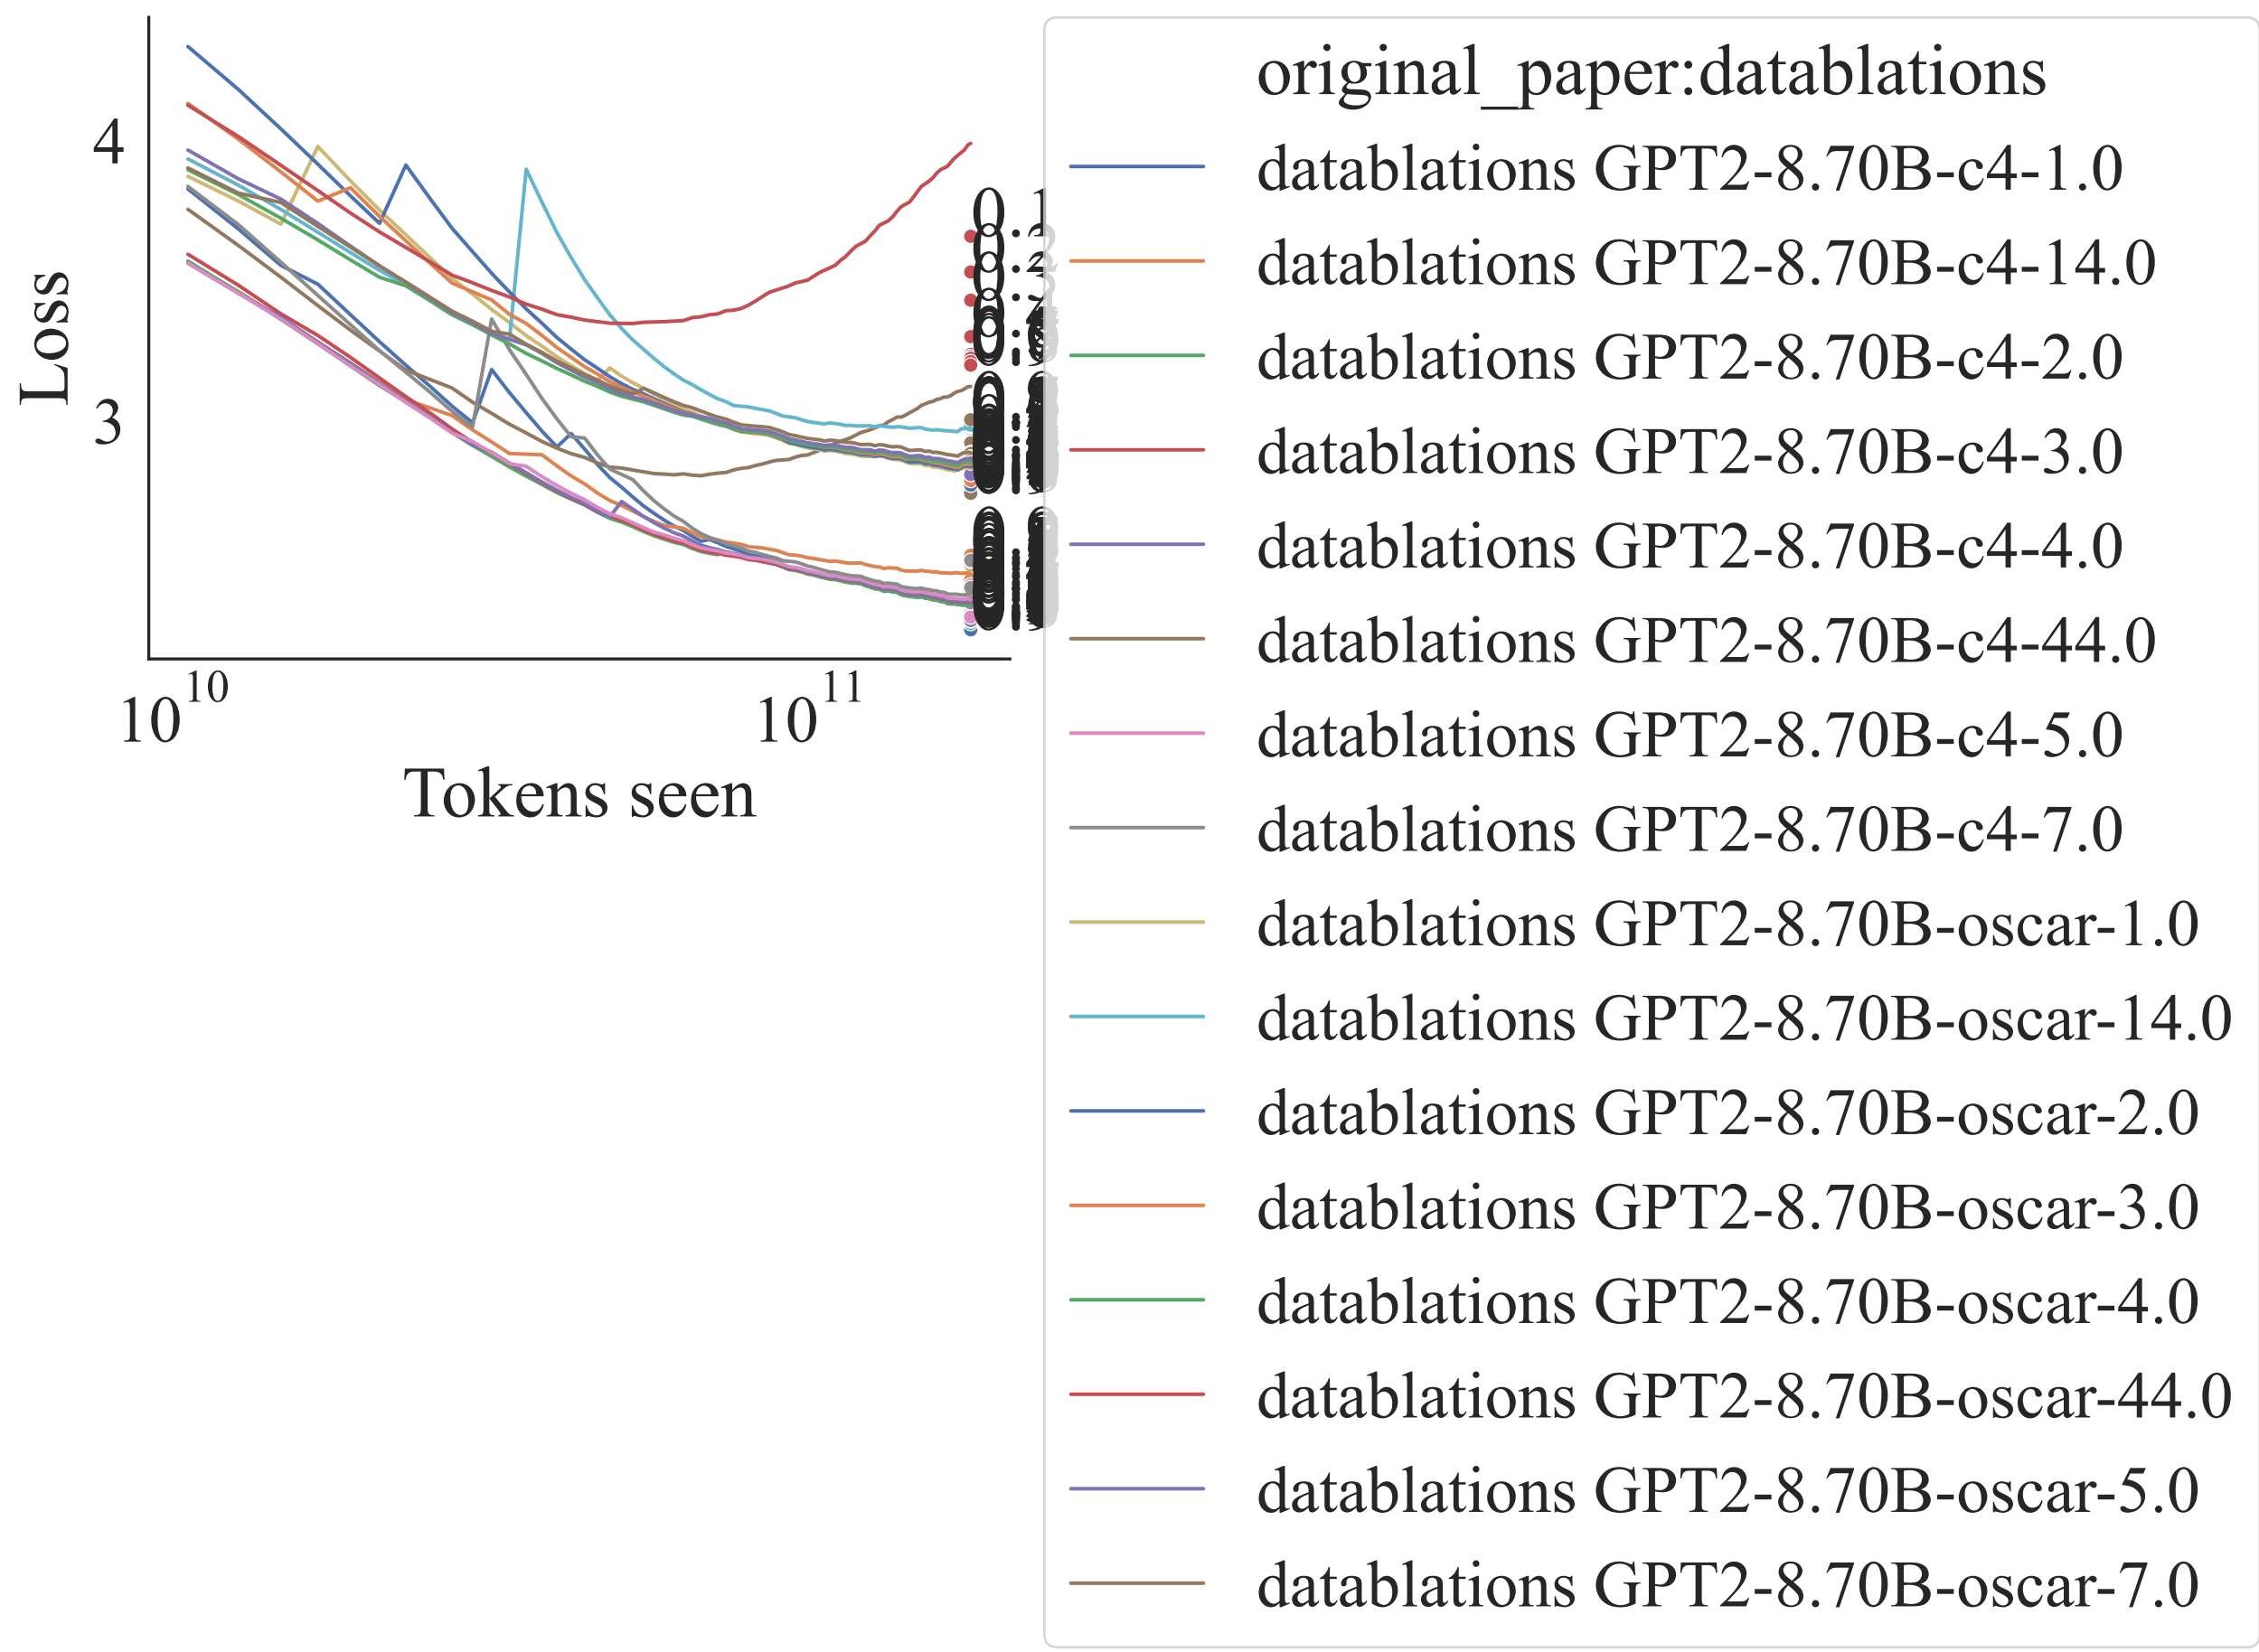 Loss
4
3
10^10
10^11
Tokens seen
0.1
original_paper:datablations
datablations GPT2-8.70B-c4-1.0
datablations GPT2-8.70B-c4-14.0
datablations GPT2-8.70B-c4-2.0
datablations GPT2-8.70B-c4-3.0
datablations GPT2-8.70B-c4-4.0
datablations GPT2-8.70B-c4-44.0
datablations GPT2-8.70B-c4-5.0
datablations GPT2-8.70B-c4-7.0
datablations GPT2-8.70B-oscar-1.0
datablations GPT2-8.70B-oscar-14.0
datablations GPT2-8.70B-oscar-2.0
datablations GPT2-8.70B-oscar-3.0
datablations GPT2-8.70B-oscar-4.0
datablations GPT2-8.70B-oscar-44.0
datablations GPT2-8.70B-oscar-5.0
datablations GPT2-8.70B-oscar-7.0